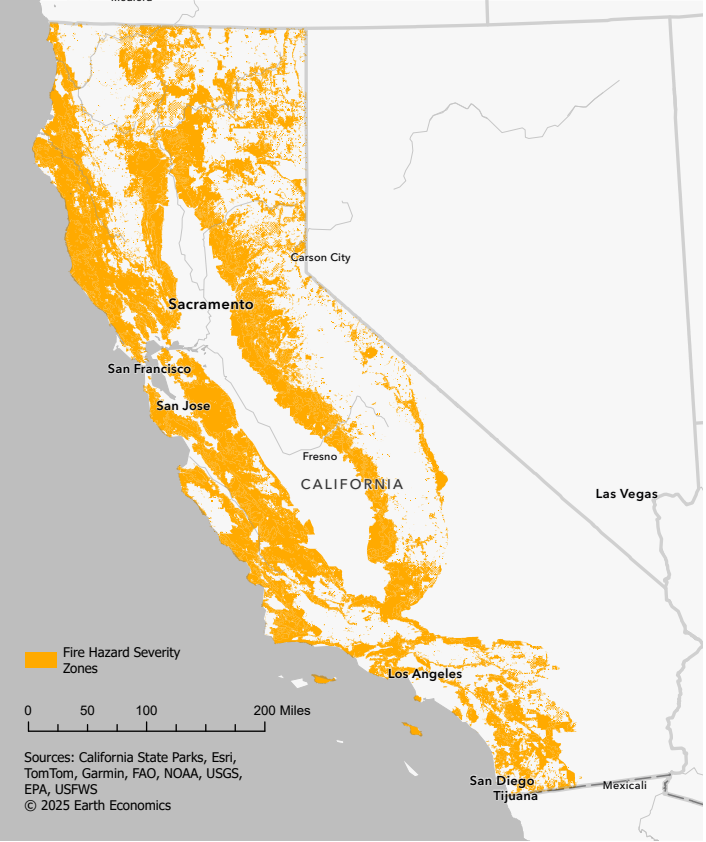 Carson City
Sacramento
San Francisco
San Jose
Fresno
CALIFORNIA
Las Vegas
Fire Hazard Severity
Zones
Los Angeles
0 50 100 200 Miles
Sources: California State Parks, Esri,
TomTom, Garmin, FAO, NOAA, USGS,
EPA, USFWS
© 2025 Earth Economics
San Diego
Tijuana
Mexicali